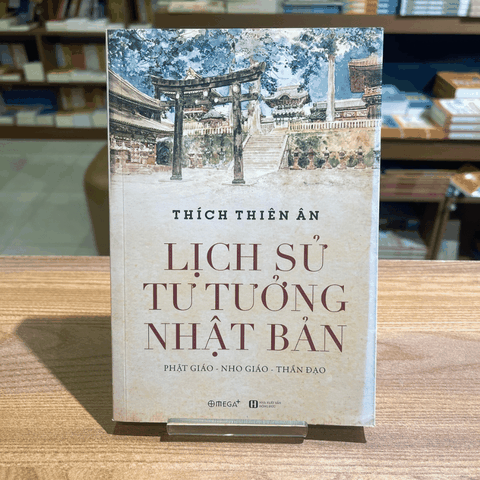 THÍCH THIÊN ÂN
LỊCH SỬ
TƯ TƯỞNG
NHẬT BẢN
PHẬT GIÁO - NHO GIÁO - THẦN ĐẠO
OMEGA+